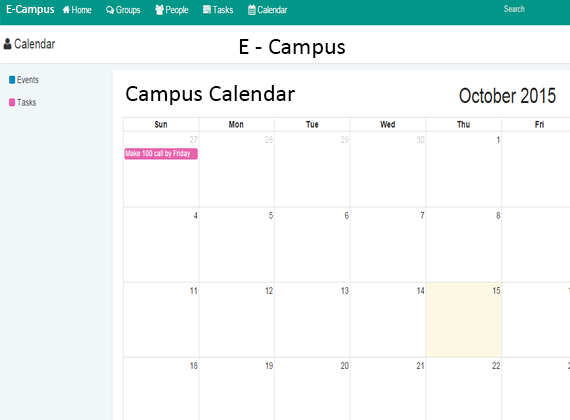 E-Campus Home Groups People Tasks Calendar Search
Calendar
E - Campus
Events
Tasks
Campus Calendar October 2015
Sun Mon Tue Wed Thu Fri
27 28 29 30 1
Make 100 call by Friday
4 5 6 7 8
11 12 13 14 15
18 19 20 21 22